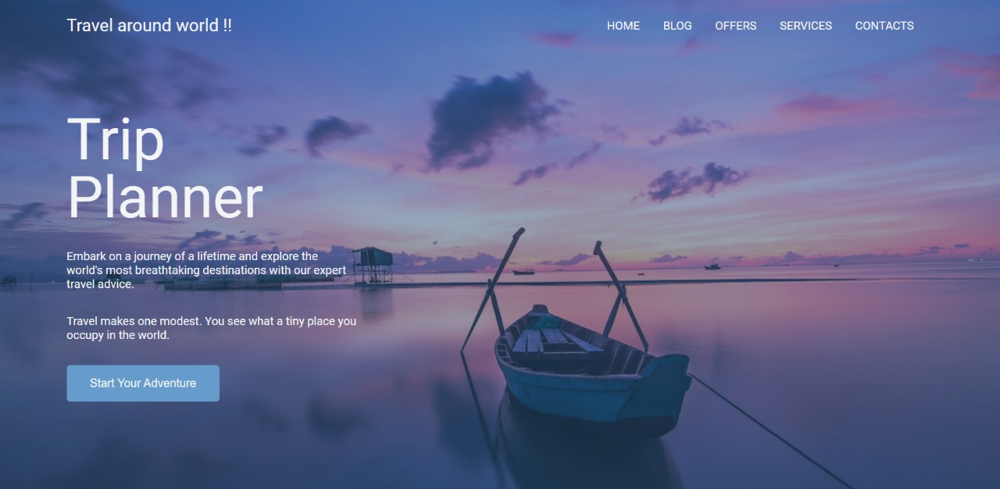 Travel around world !!
HOME BLOG OFFERS SERVICES CONTACTS
Trip
Planner
Embark on a journey of a lifetime and explore the
world's most breathtaking destinations with our expert
travel advice.
Travel makes one modest. You see what a tiny place you
occupy in the world.
Start Your Adventure